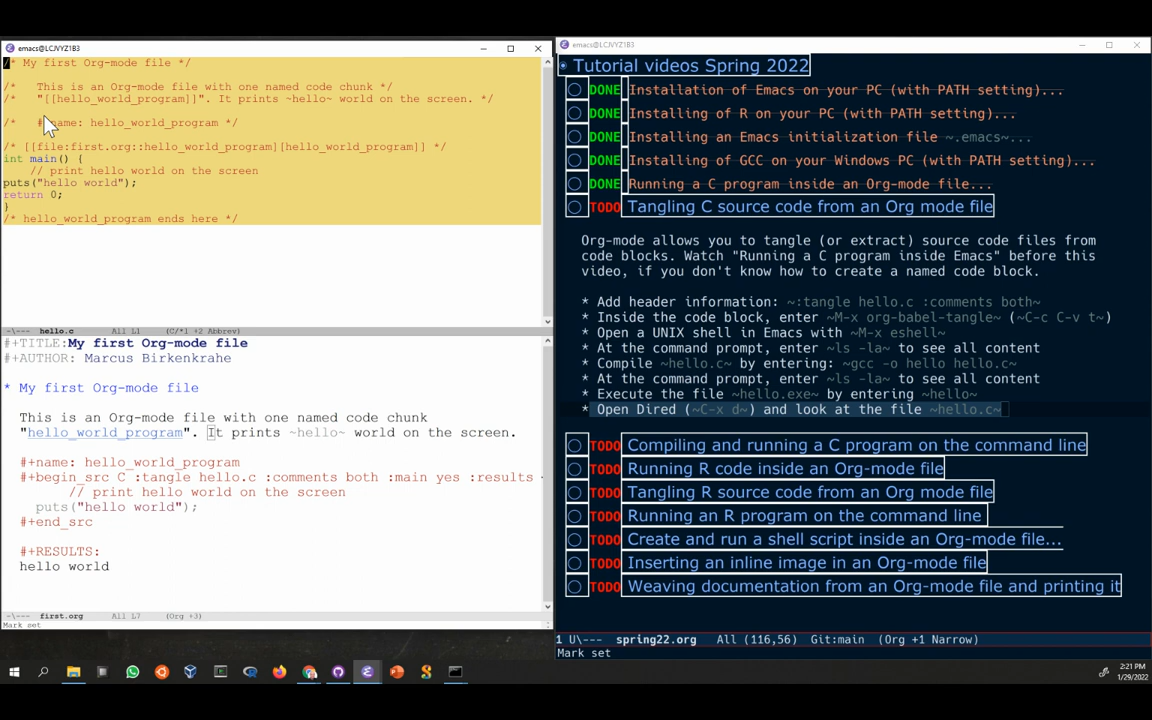 emacs@LCJVYZ1B3
/* My first Org-mode file */
/*   This is an Org-mode file with one named code chunk */
/*   "[[hello_world_program]]". It prints ~hello~ world on the screen. */
name: hello_world_program */
/* [[file:first.org::hello_world_program][hello_world_program]] */
int main() {
// print hello world on the screen
puts("hello world");
return 0;
}
/* hello_world_program ends here */
-\---  hello.c  All L1  (C/*l +2 Abbrev)
#+TITLE:My first Org-mode file
#+AUTHOR: Marcus Birkenkrahe
* My first Org-mode file
This is an Org-mode file with one named code chunk
"hello_world_program". It prints ~hello~ world on the screen.
#+name: hello_world_program
#+begin_src C :tangle hello.c :comments both :main yes :results
// print hello world on the screen
puts("hello world");
#+end_src
#+RESULTS:
hello world
-\---  first.org  All L7  (Org +3)
Mark set
emacs@LCJVYZ1B3
Tutorial videos Spring 2022
DONE Installation of Emacs on your PC (with PATH setting)...
DONE Installing of R on your PC (with PATH setting)...
DONE Installing an Emacs initialization file ~.emacs~...
DONE Installing of GCC on your Windows PC (with PATH setting)...
DONE Running a C program inside an Org-mode file...
TODO Tangling C source code from an Org mode file
Org-mode allows you to tangle (or extract) source code files from
code blocks. Watch "Running a C program inside Emacs" before this
video, if you don't know how to create a named code block.
* Add header information: ~:tangle hello.c :comments both~
* Inside the code block, enter ~M-x org-babel-tangle~ (~C-c C-v t~)
* Open a UNIX shell in Emacs with ~M-x eshell~
* At the command prompt, enter ~ls -la~ to see all content
* Compile ~hello.c~ by entering: ~gcc -o hello hello.c~
* At the command prompt, enter ~ls -la~ to see all content
* Execute the file ~hello.exe~ by entering ~hello~
* Open Dired (~C-x d~) and look at the file ~hello.c~
TODO Compiling and running a C program on the command line
TODO Running R code inside an Org-mode file
TODO Tangling R source code from an Org mode file
TODO Running an R program on the command line
TODO Create and run a shell script inside an Org-mode file...
TODO Inserting an inline image in an Org-mode file
TODO Weaving documentation from an Org-mode file and printing it
1 U\---  spring22.org  All (116,56)  Git:main  (Org +1 Narrow)
Mark set
2:21 PM
1/29/2022